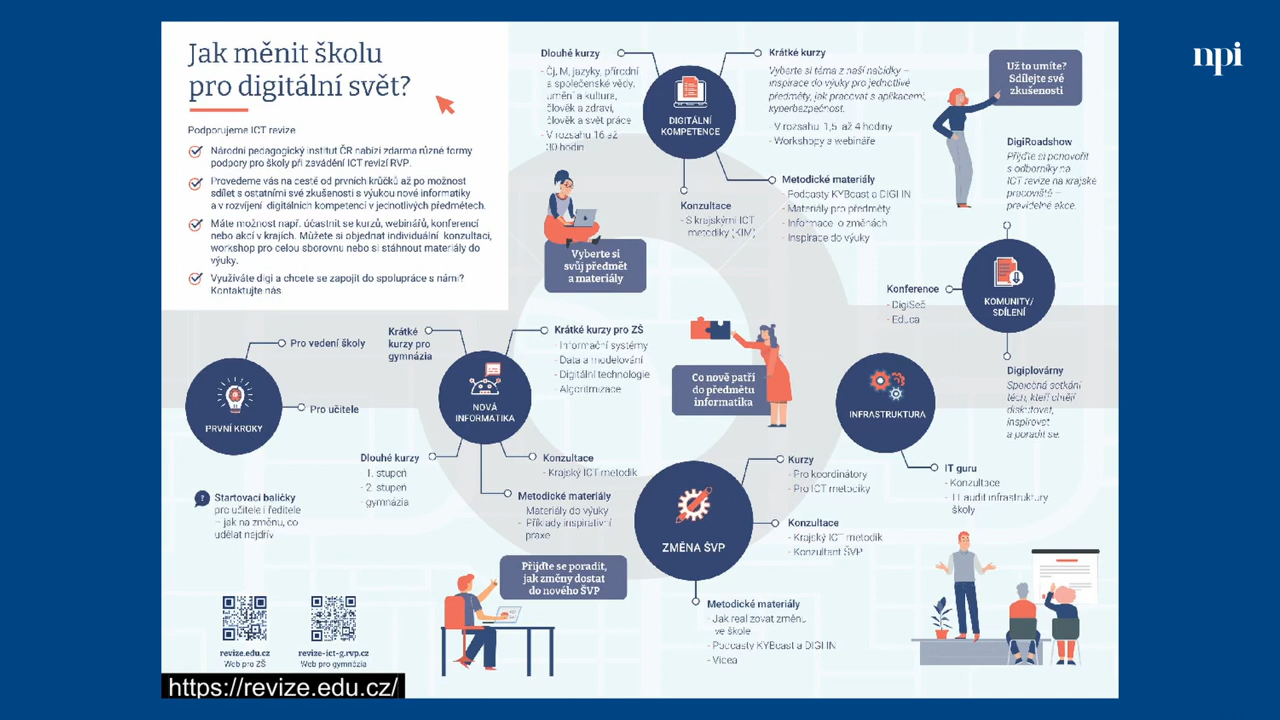 Jak měnit školu
pro digitální svět?
Podporujeme ICT revize
Národní pedagogický institut ČR nabízí zdarma různé formy
podpory pro školy při zavádění ICT revizí RVP.
Provedeme vás na cestě od prvních krůčků až po možnost
sdílet s ostatními své zkušenosti s výukou nové informatiky
a v rozvíjení digitálních kompetencí v jednotlivých předmětech.
Máte možnost např. účastnit se kurzů, webinářů, konferencí
nebo akcí v krajích. Můžete si objednat individuální konzultaci,
workshop pro celou sborovnu nebo si stáhnout materiály do
výuky.
Využíváte digi a chcete se zapojit do spolupráce s námi?
Kontaktujte nás
Dlouhé kurzy
- Čj, M, jazyky, přírodní
a společenské vědy,
umění a kultura,
člověk a zdraví,
člověk a svět práce
- V rozsahu 16 až
30 hodin
DIGITÁLNÍ
KOMPETENCE
Krátké kurzy
Vyberte si téma z naší nabídky –
inspirace do výuky pro jednotlivé
předměty, jak pracovat s aplikacemi,
kyberbezpečnost.
- V rozsahu 1,5 až 4 hodiny
- Workshopy a webináře
Konzultace
- S krajskými ICT
metodiky (KIM)
Metodické materiály
- Podcasty KYBcast a DIGI IN
- Materiály pro předměty
- Informace o změnách
- Inspirace do výuky
Vyberte si
svůj předmět
a materiály
Už to umíte?
Sdílejte své
zkušenosti
npi
DigiRoadshow
Přijďte si pohovořit
s odborníky na
ICT revize na krajské
pracoviště –
pravidelné akce.
Konference
- DigiSeč
- Educa
KOMUNITY/
SDÍLENÍ
Digiplovárny
Společná setkání
těch, kteří chtějí
diskutovat,
inspirovat
a poradit se.
PRVNÍ KROKY
Pro vedení školy
Pro učitele
Startovací balíčky
pro učitele i ředitele
– jak na změnu, co
udělat nejdřív
Krátké
kurzy pro
gymnázia
NOVÁ
INFORMATIKA
Krátké kurzy pro ZŠ
- Informační systémy
- Data a modelování
- Digitální technologie
- Algoritmizace
Dlouhé kurzy
- 1. stupeň
- 2. stupeň
- gymnázia
Konzultace
- Krajský ICT metodik
Metodické materiály
Materiály do výuky
- Příklady inspirativní
praxe
Co nově patří
do předmětu
informatika
INFRASTRUKTURA
IT guru
- Konzultace
- IT audit infrastruktury
školy
ZMĚNA ŠVP
Kurzy
- Pro koordinátory
- Pro ICT metodiky
Konzultace
- Krajský ICT metodik
- Konzultant ŠVP
Metodické materiály
- Jak realizovat změnu
ve škole
- Podcasty KYBcast a DIGI IN
- Videa
Přijďte se poradit,
jak změny dostat
do nového ŠVP
revize.edu.cz
Web pro ZŠ
revize-ict-g.rvp.cz
Web pro gymnázia
https://revize.edu.cz/